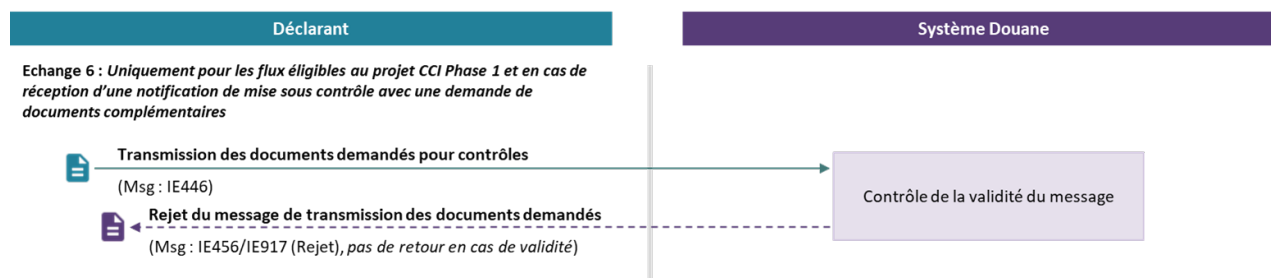 Déclarant
Système Douane
Echange 6 : Uniquement pour les flux éligibles au projet CCI Phase 1 et en cas de
réception d’une notification de mise sous contrôle avec une demande de
documents complémentaires
Transmission des documents demandés pour contrôles
(Msg : IE446)
Contrôle de la validité du message
Rejet du message de transmission des documents demandés
(Msg : IE456/IE917 (Rejet), pas de retour en cas de validité)